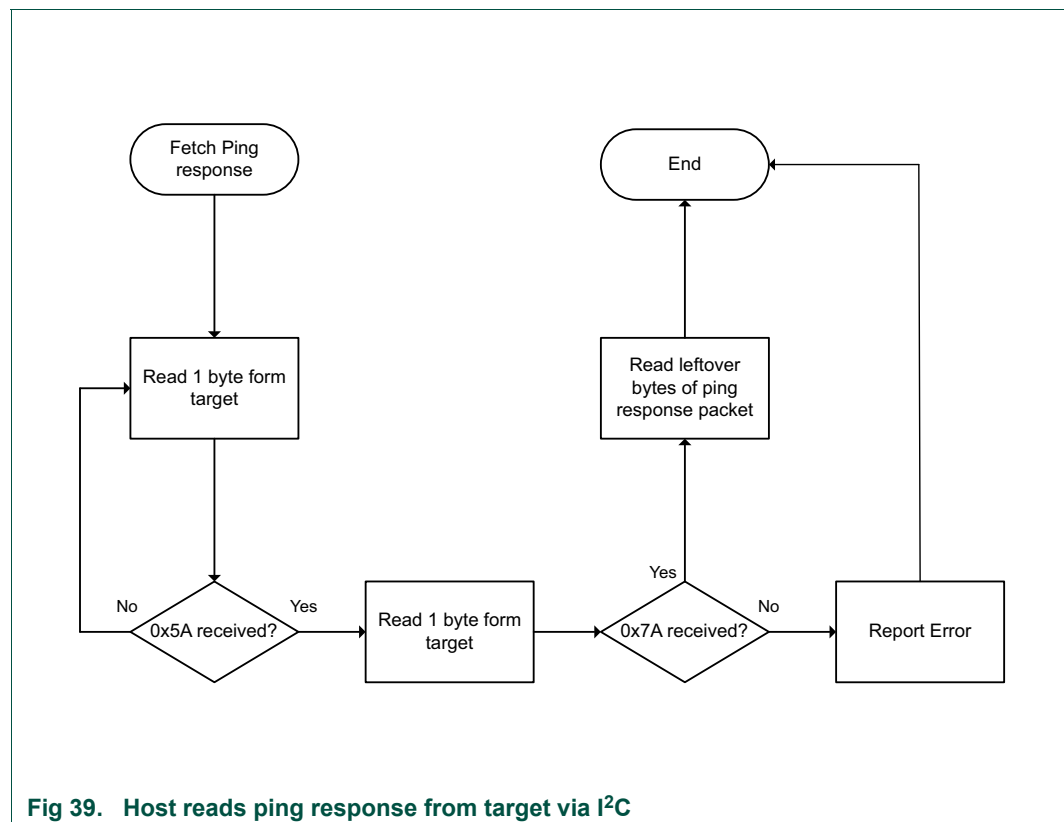 Fetch Ping
response
End
Read 1 byte form
target
Read leftover
bytes of ping
response packet
No
0x5A received?
Yes
Read 1 byte form
target
Yes
0x7A received?
No
Report Error
Fig 39. Host reads ping response from target via I²C